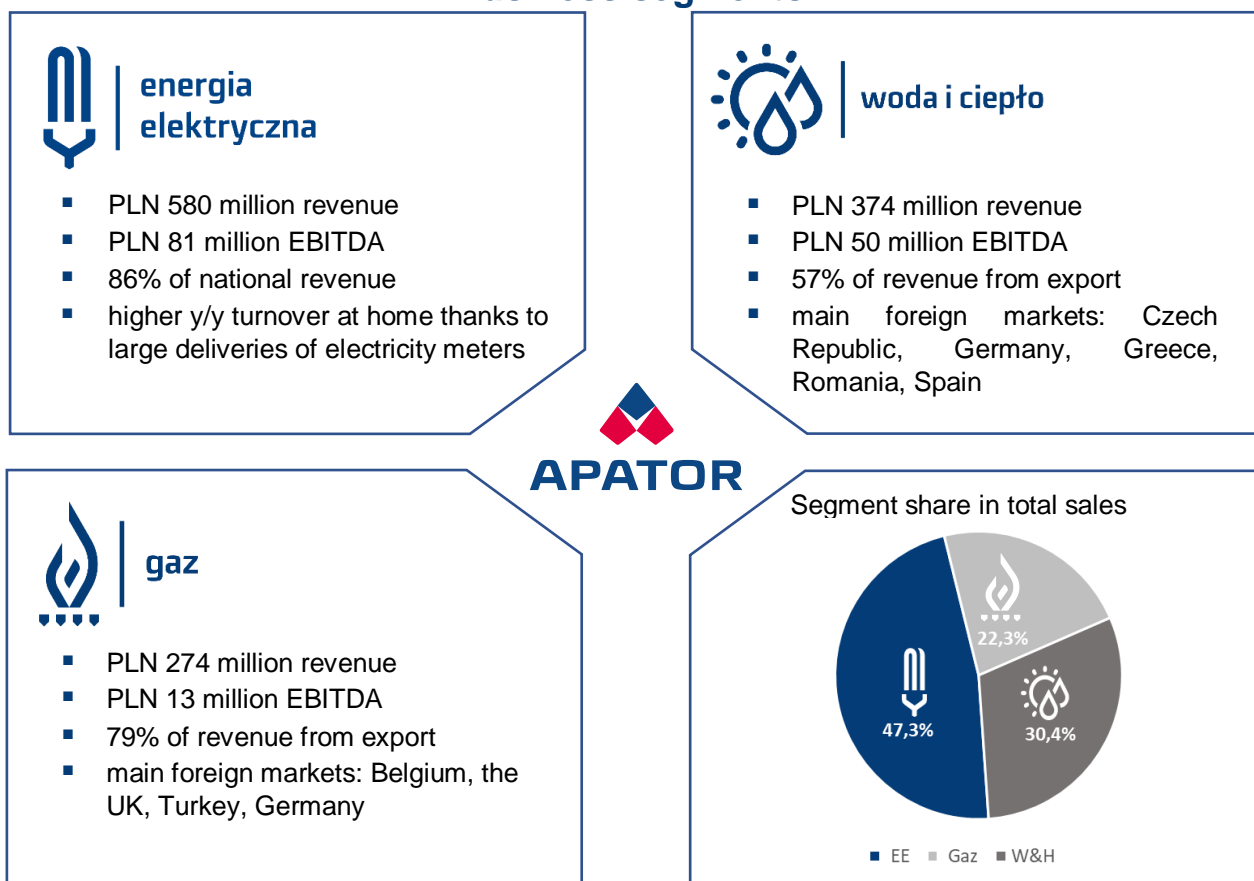 energia
elektryczna
PLN 580 million revenue
PLN 81 million EBITDA
86% of national revenue
higher y/y turnover at home thanks to
large deliveries of electricity meters
woda i ciepło
PLN 374 million revenue
PLN 50 million EBITDA
57% of revenue from export
main foreign markets: Czech
Republic, Germany, Greece,
Romania, Spain
APATOR
gaz
PLN 274 million revenue
PLN 13 million EBITDA
79% of revenue from export
main foreign markets: Belgium, the
UK, Turkey, Germany
Segment share in total sales
22,3%
47,3%
30,4%
EE Gaz W&H